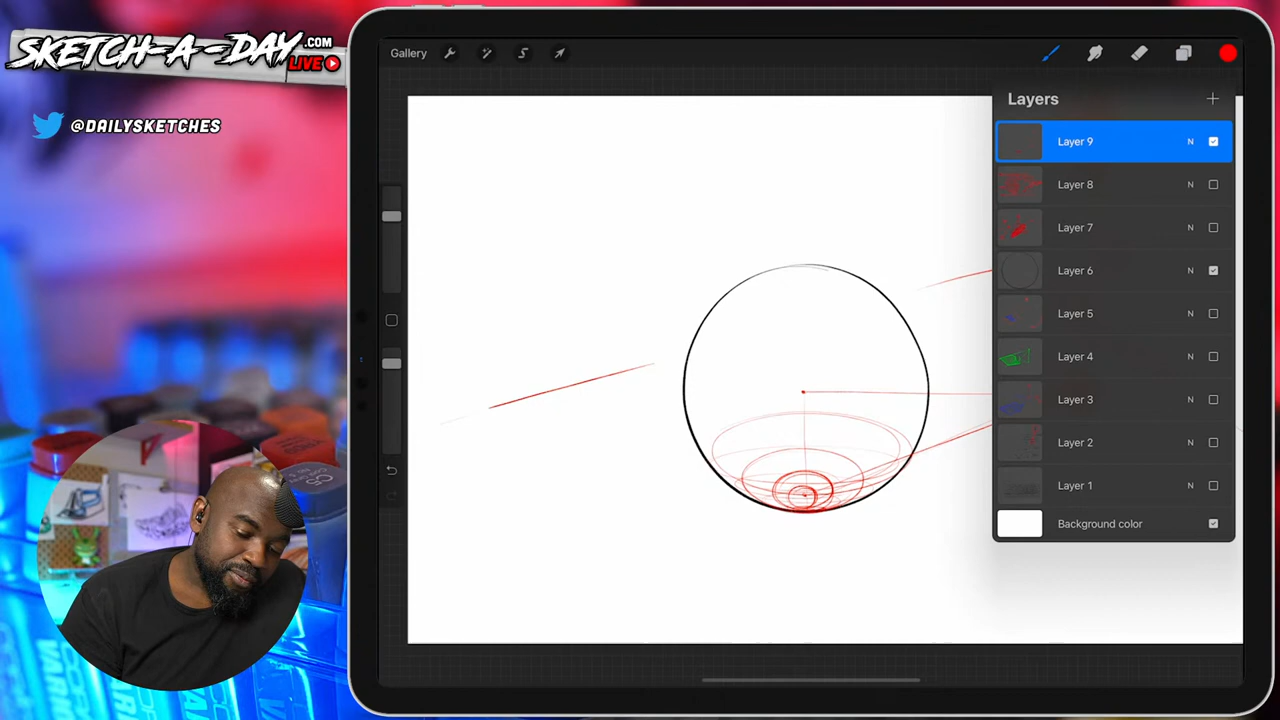 SKETCH-A-DAY.COM
LIVE
@DAILYSKETCHES
Gallery
Layers
Layer 9 N
Layer 8 N
Layer 7 N
Layer 6 N
Layer 5 N
Layer 4 N
Layer 3 N
Layer 2 N
Layer 1 N
Background color